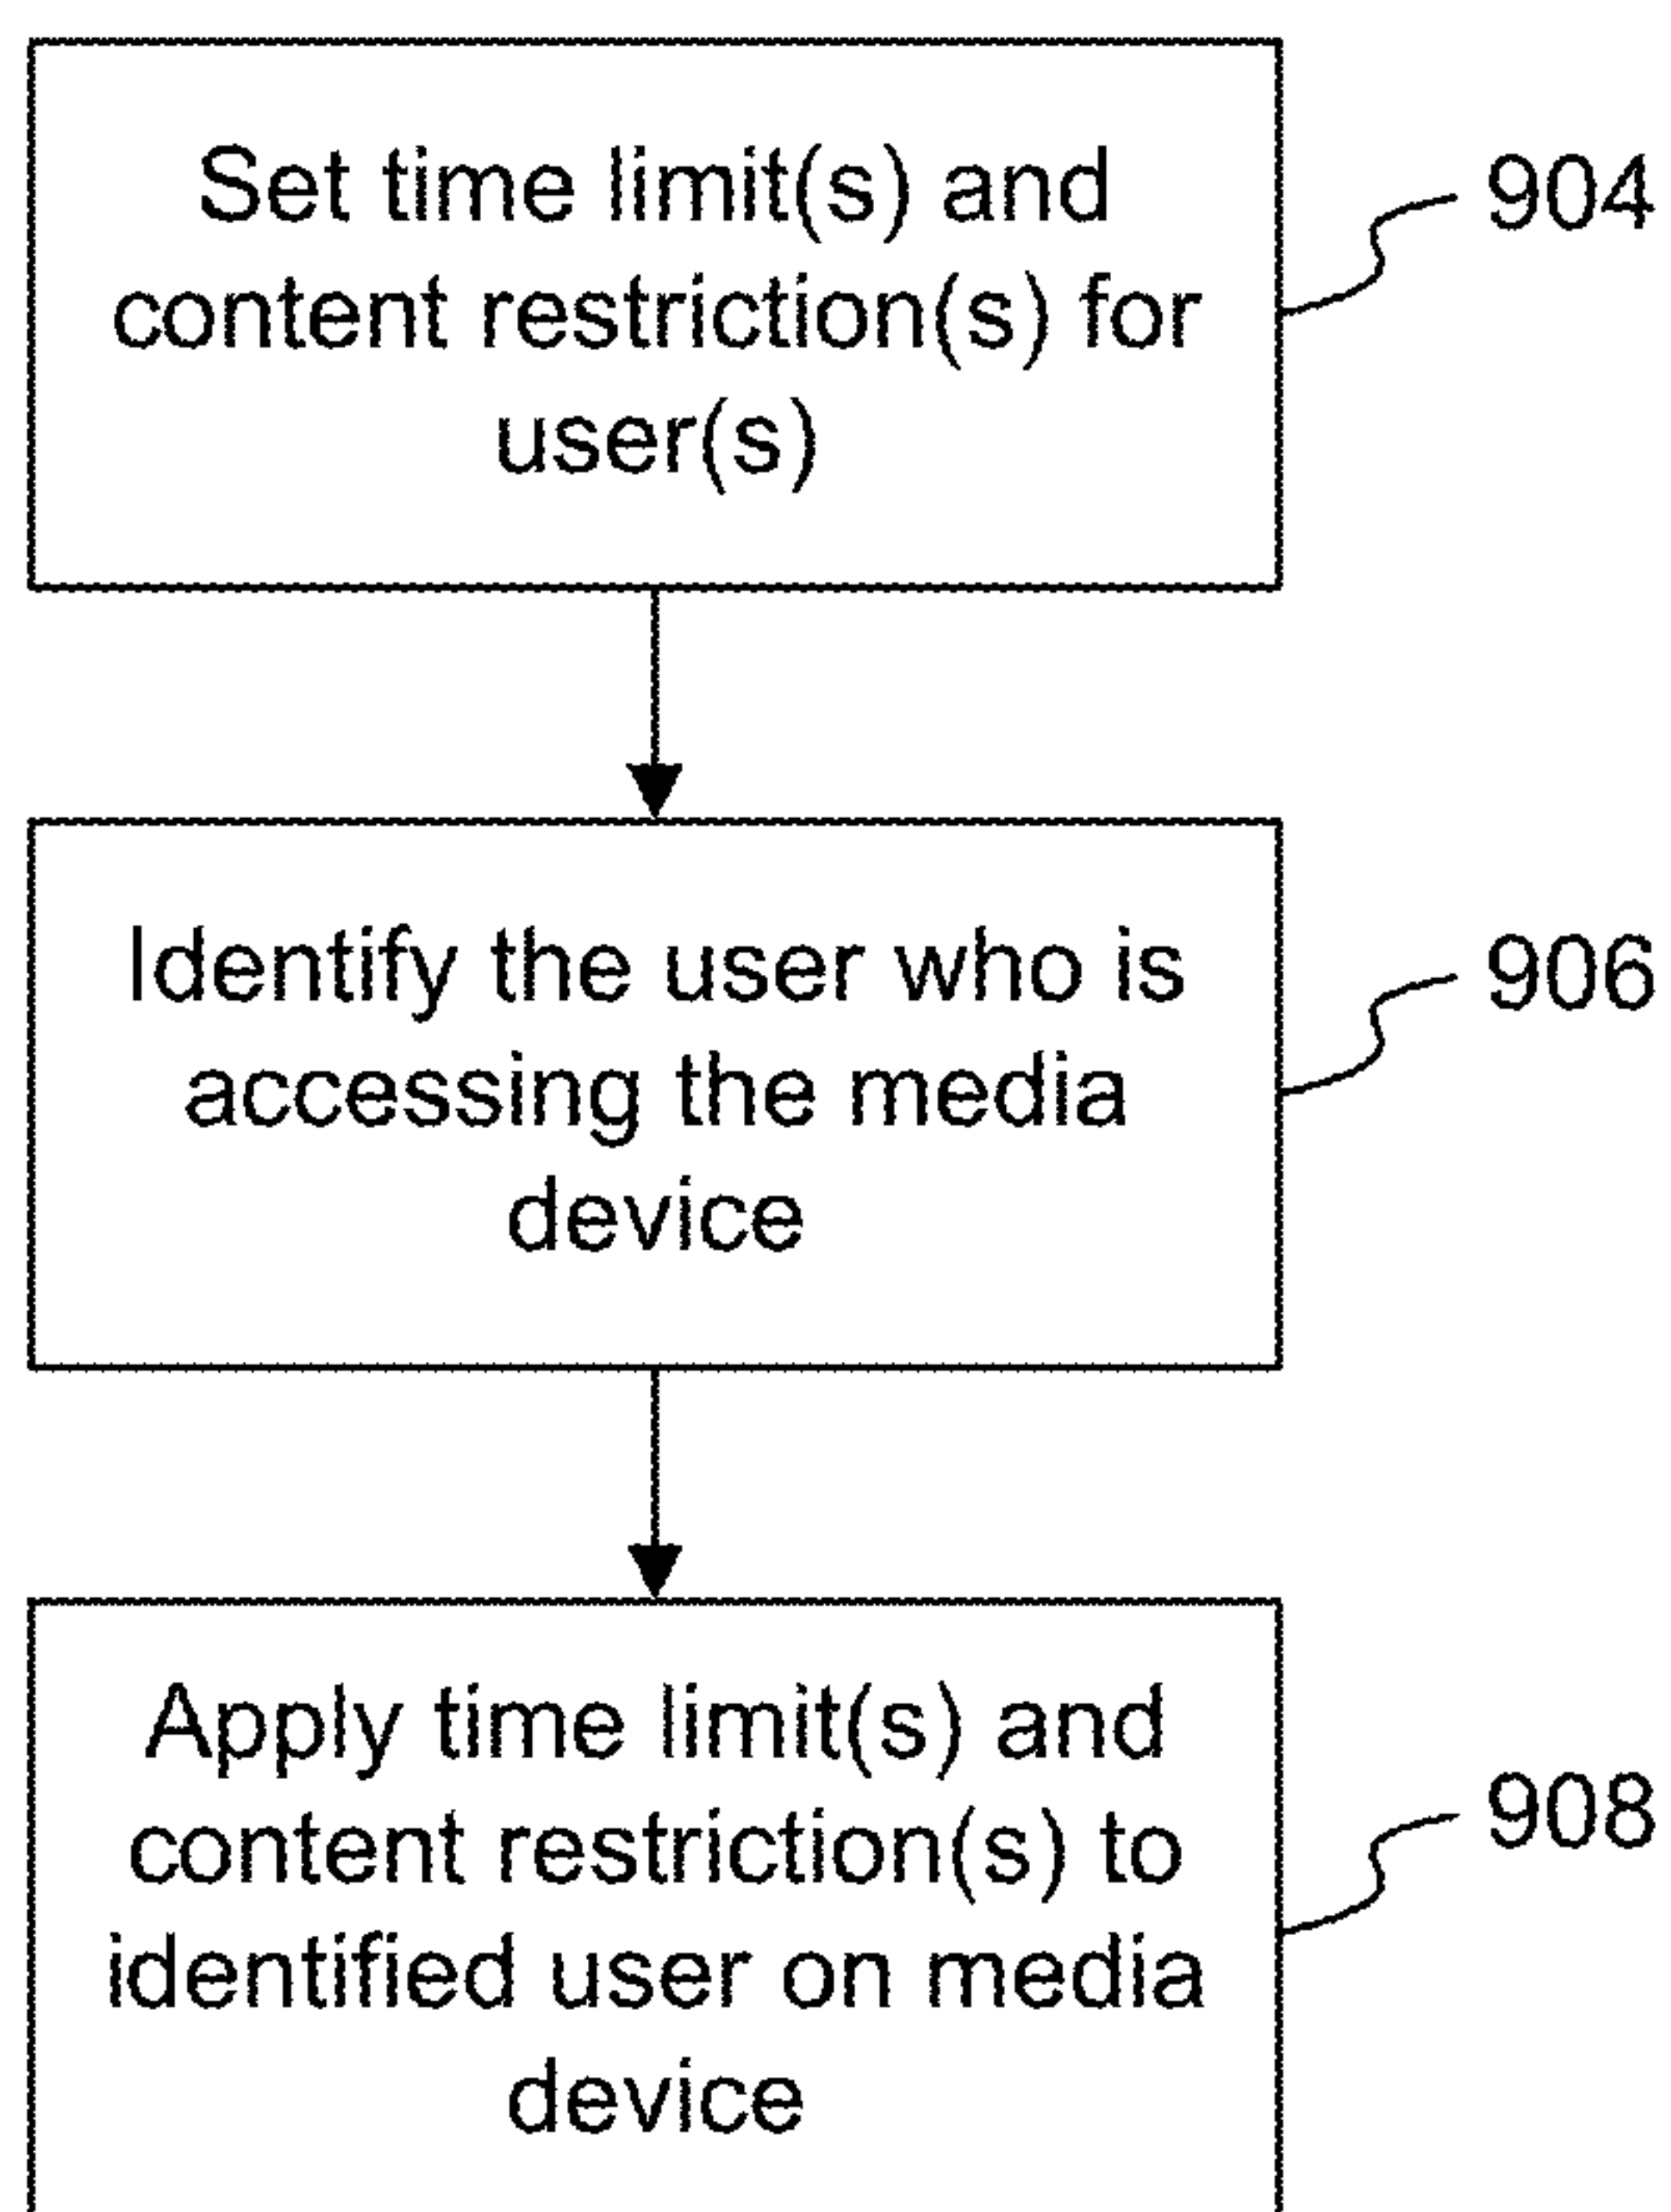 Set time limit(s) and
content restriction(s) for
user(s)
904
Identify the user who is
accessing the media
device
906
Apply time limit(s) and
content restriction(s) to
identified user on media
device
908